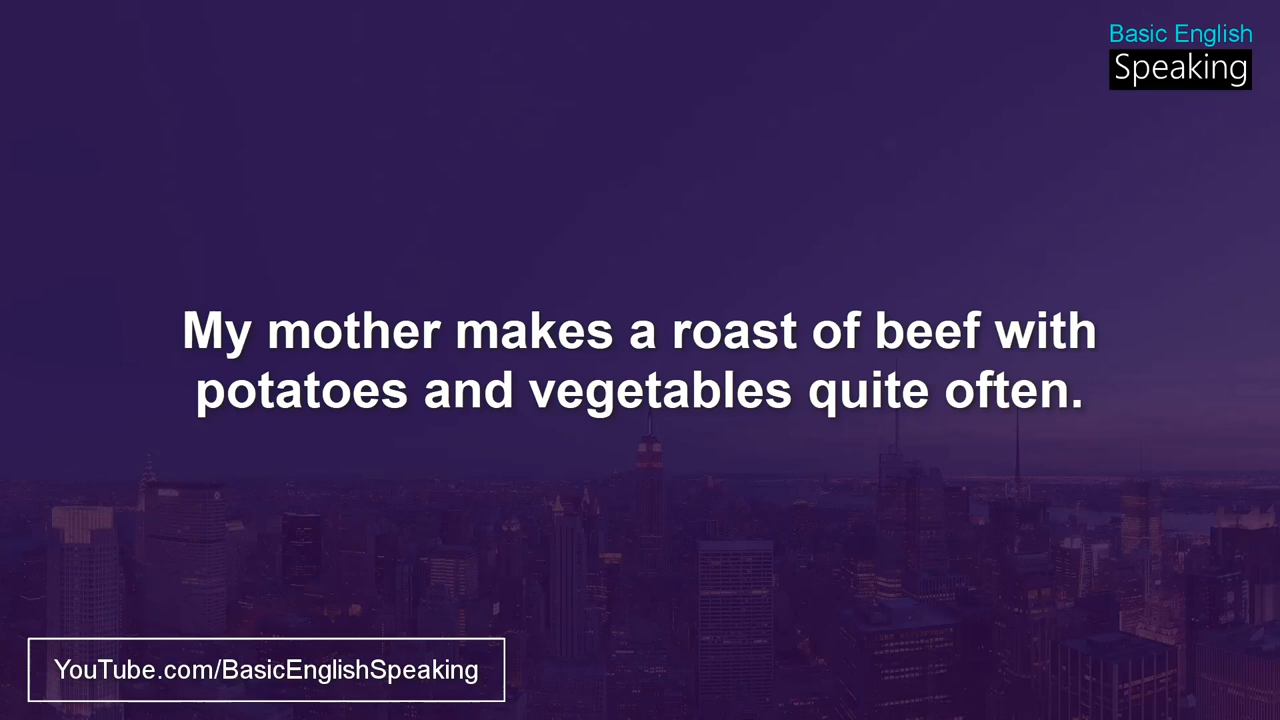 Basic English
Speaking
My mother makes a roast of beef with
potatoes and vegetables quite often.
YouTube.com/BasicEnglishSpeaking